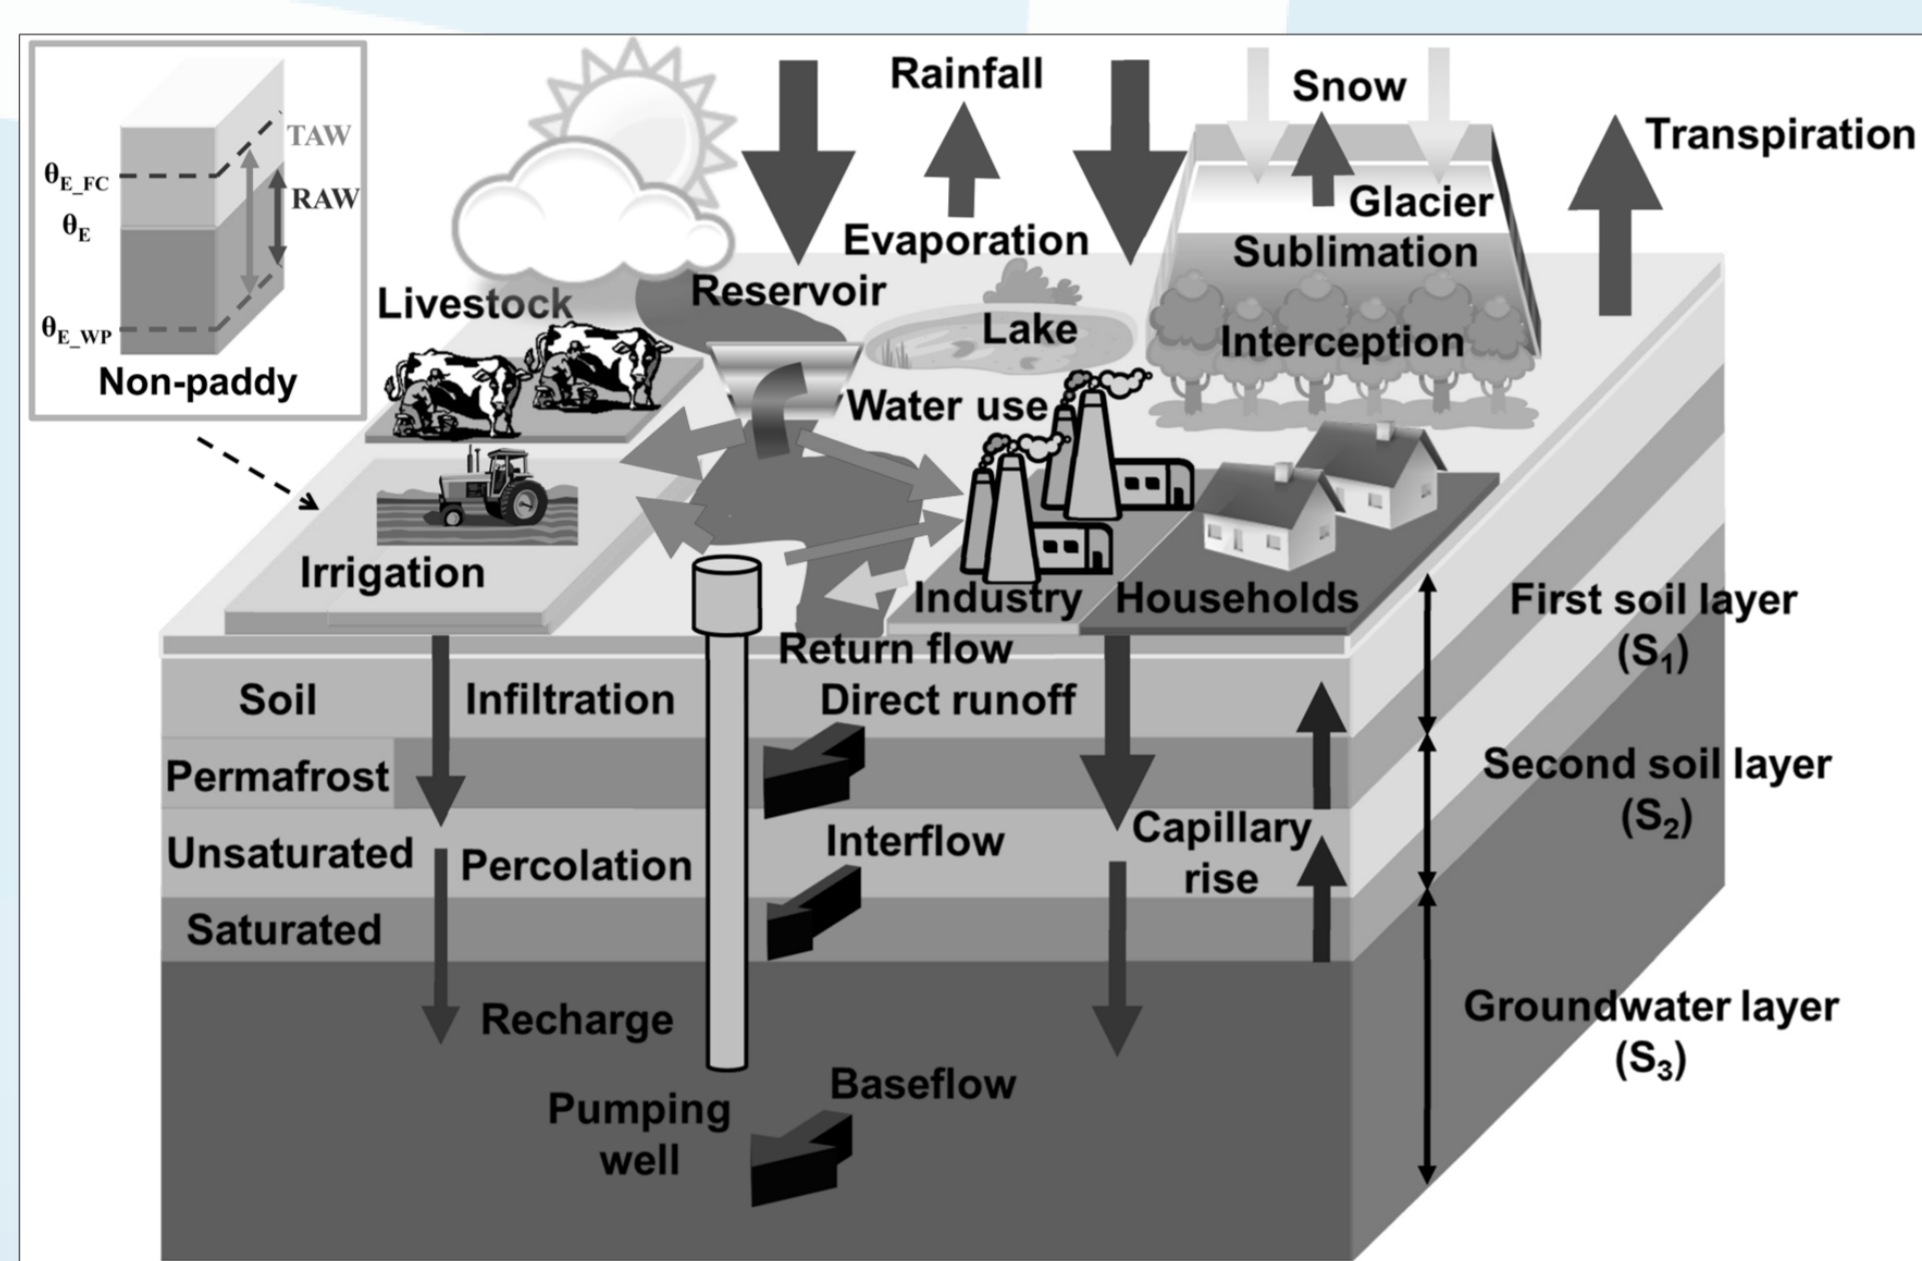 TAW
θE_FC
RAW
θE
θE_WP
Non-paddy
Rainfall
Snow
Transpiration
Glacier
Evaporation
Sublimation
Reservoir
Livestock
Lake
Interception
Water use
Irrigation
Industry
Households
First soil layer
(S₁)
Return flow
Soil
Infiltration
Direct runoff
Permafrost
Second soil layer
(S₂)
Unsaturated
Percolation
Interflow
Capillary
rise
Saturated
Recharge
Groundwater layer
(S₃)
Baseflow
Pumping
well